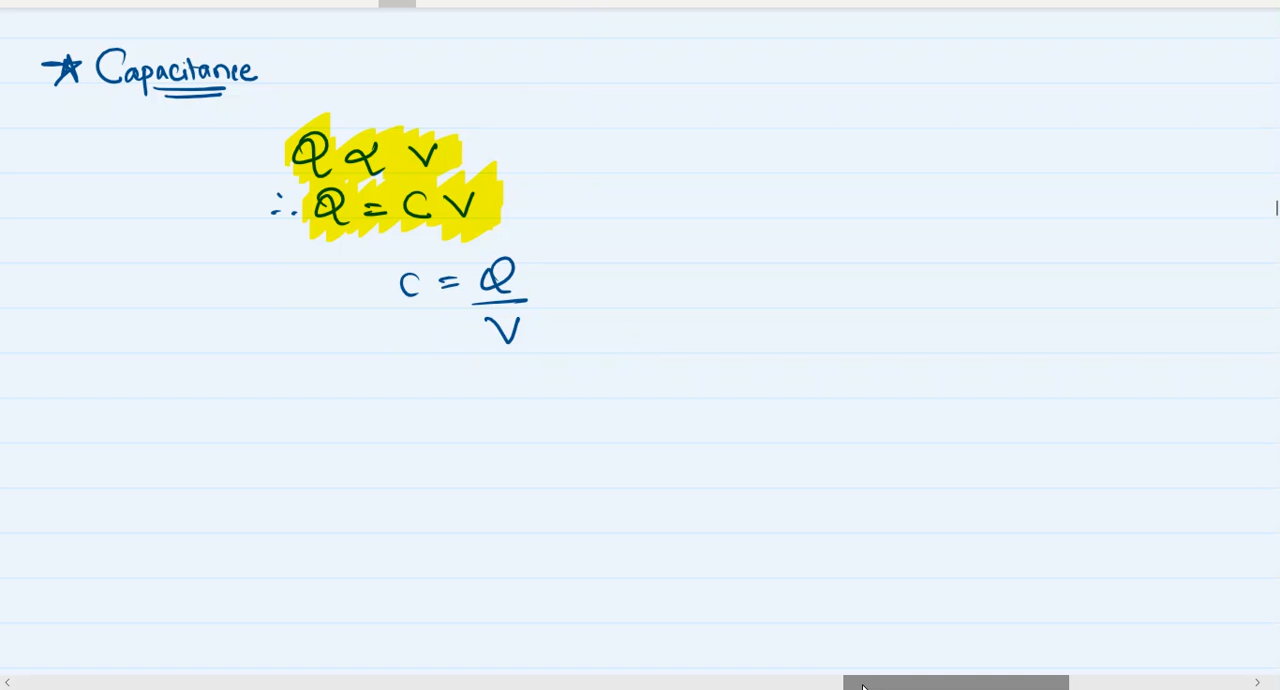 ★ Capacitance
Q ∝ V
∴ Q = C V
C = Q
V